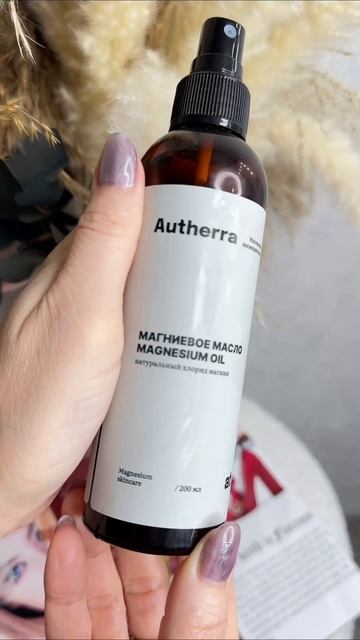 Autherra
МАГНИЕВОЕ МАСЛО
MAGNESIUM OIL
натуральный хлорид магния
Magnesium
skincare
/ 200 мл